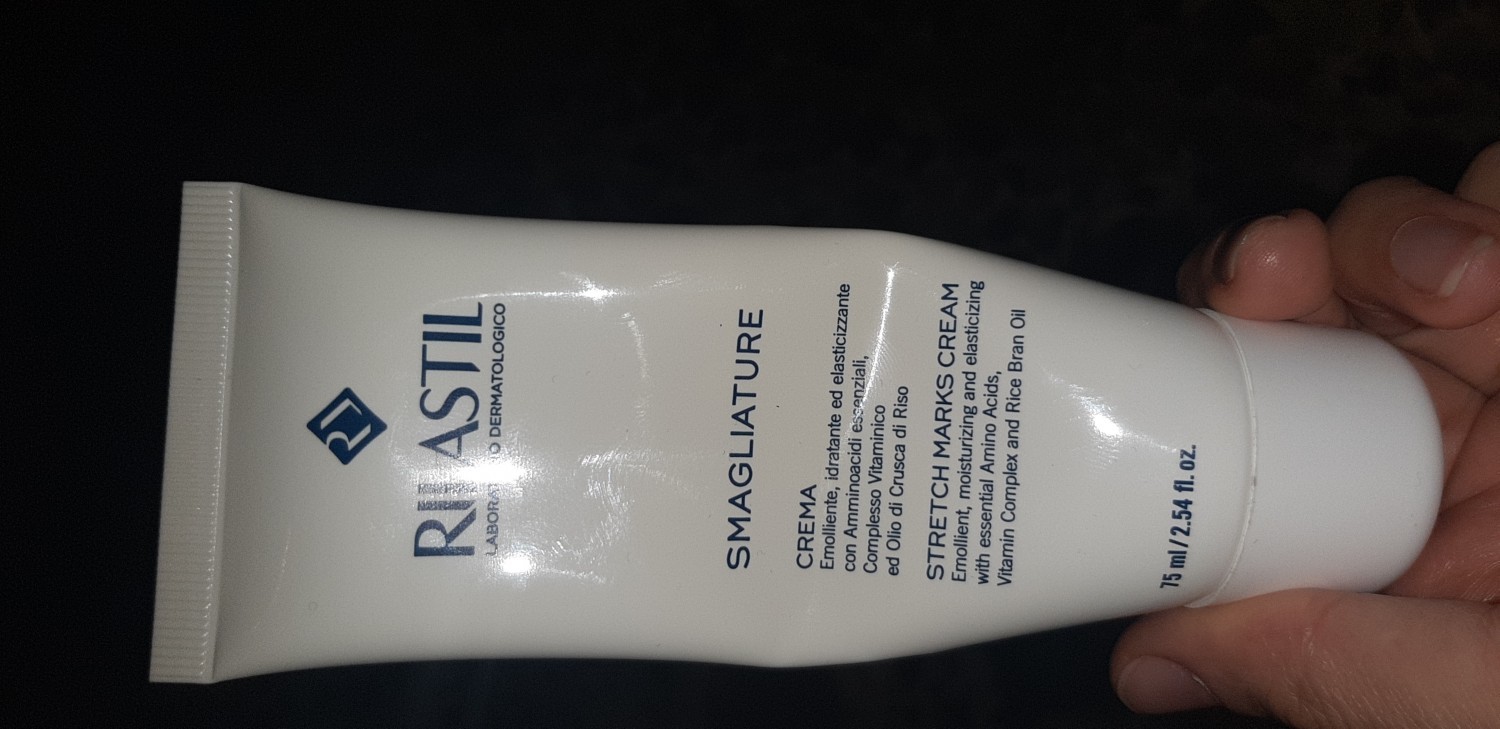 RILASTIL
LABORATORIO DERMATOLOGICO
SMAGLIATURE
CREMA
Emolliente, idratante ed elasticizzante
con Amminoacidi essenziali,
Complesso Vitaminico
ed Olio di Crusca di Riso
STRETCH MARKS CREAM
Emollient, moisturizing and elasticizing
with essential Amino Acids,
Vitamin Complex and Rice Bran Oil
75 ml/2.54 fl. oz.